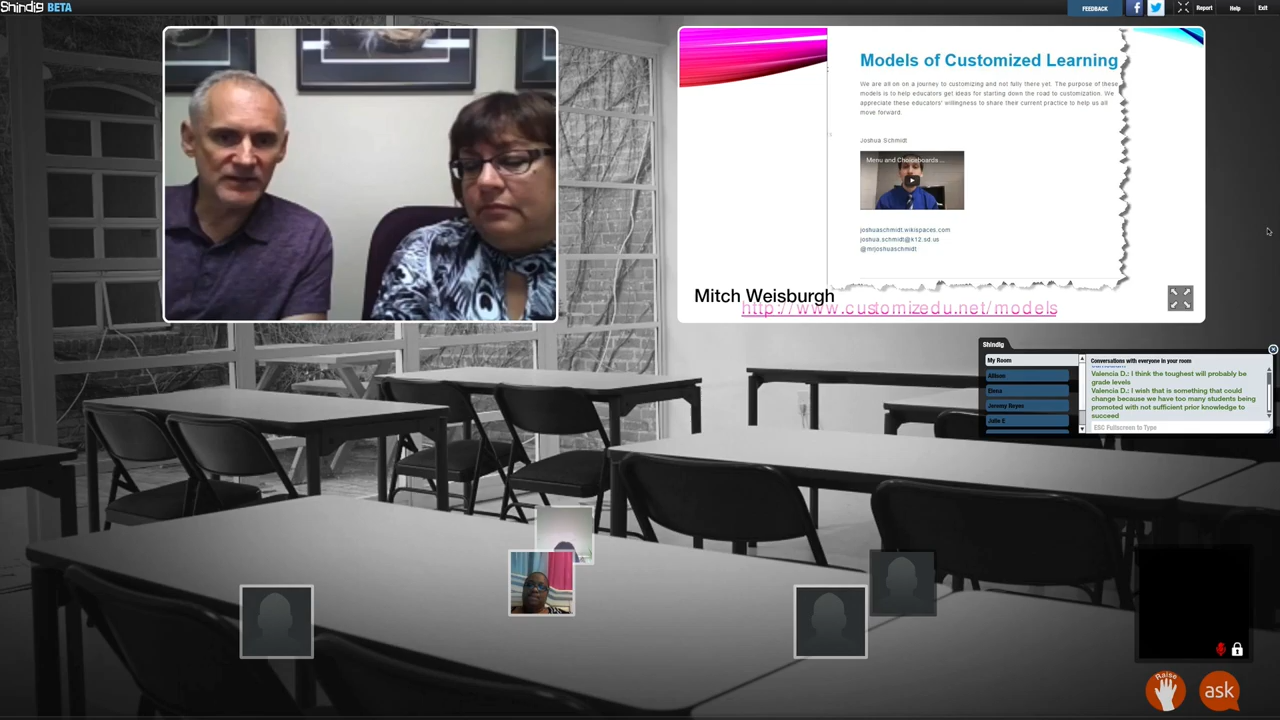 Shindig BETA
FEEDBACK
Report
Help
Exit
Models of Customized Learning
We are all on on a journey to customizing and not fully there yet. The purpose of these
models is to help educators get ideas for starting down the road to customization. We
appreciate these educators' willingness to share their current practice to help us all
move forward.
Joshua Schmidt
Menu and Choiceboards ...
joshuaschmidt.wikispaces.com
joshua.schmidt@k12.sd.us
@mrjoshuaschmidt
Mitch Weisburgh
http://www.customizedu.net/models
Shindig
My Room
Allison
Elena
Jeremy Reyes
Julie E
Conversations with everyone in your room
Valencia D.: I think the toughest will probably be
grade levels
Valencia D.: I wish that is something that could
change because we have too many students being
promoted with not sufficient prior knowledge to
succeed
ESC Fullscreen to Type
Raise
ask